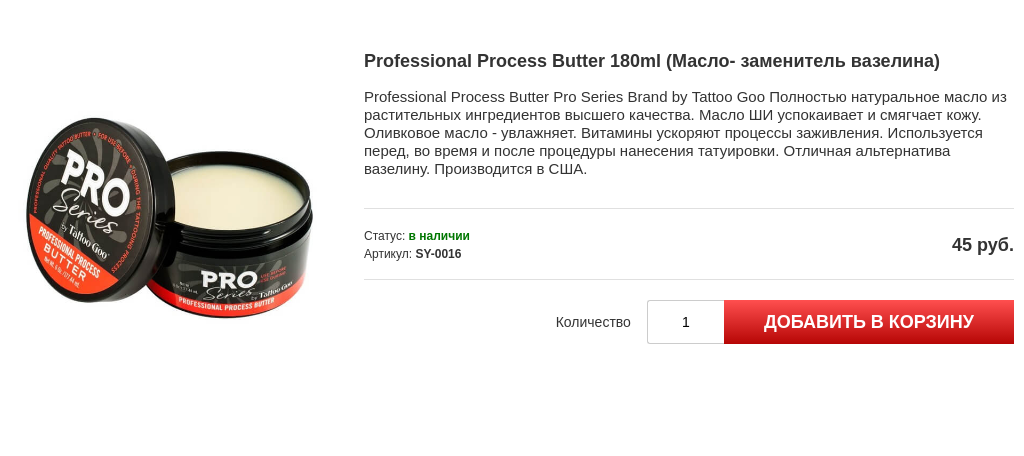 Professional Process Butter 180ml (Масло- заменитель вазелина)
Professional Process Butter Pro Series Brand by Tattoo Goo Полностью натуральное масло из
растительных ингредиентов высшего качества. Масло ШИ успокаивает и смягчает кожу.
Оливковое масло - увлажняет. Витамины ускоряют процессы заживления. Используется
перед, во время и после процедуры нанесения татуировки. Отличная альтернатива
вазелину. Производится в США.
PRO
Series
by Tattoo Goo
PROFESSIONAL PROCESS
BUTTER
PRO
Series
by Tattoo Goo
PROFESSIONAL PROCESS BUTTER
Статус: в наличии
Артикул: SY-0016
45 руб.
Количество
1
ДОБАВИТЬ В КОРЗИНУ